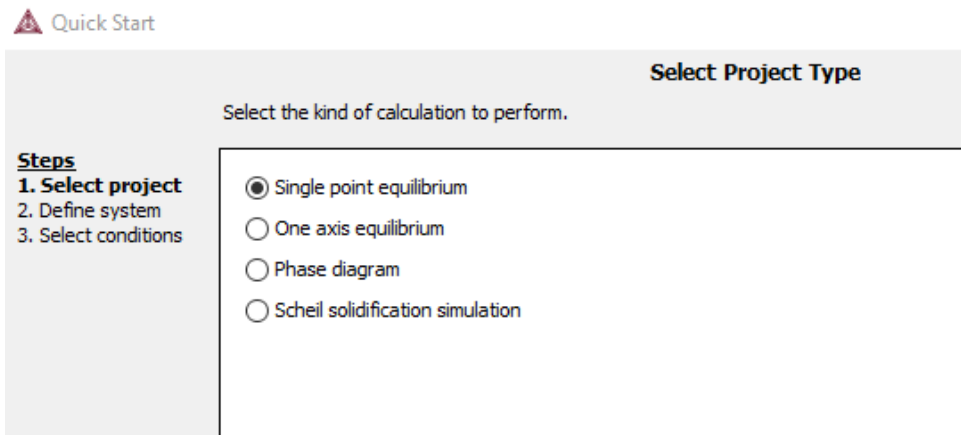 Quick Start
Select Project Type
Select the kind of calculation to perform.
Steps
1. Select project
2. Define system
3. Select conditions
Single point equilibrium
One axis equilibrium
Phase diagram
Scheil solidification simulation